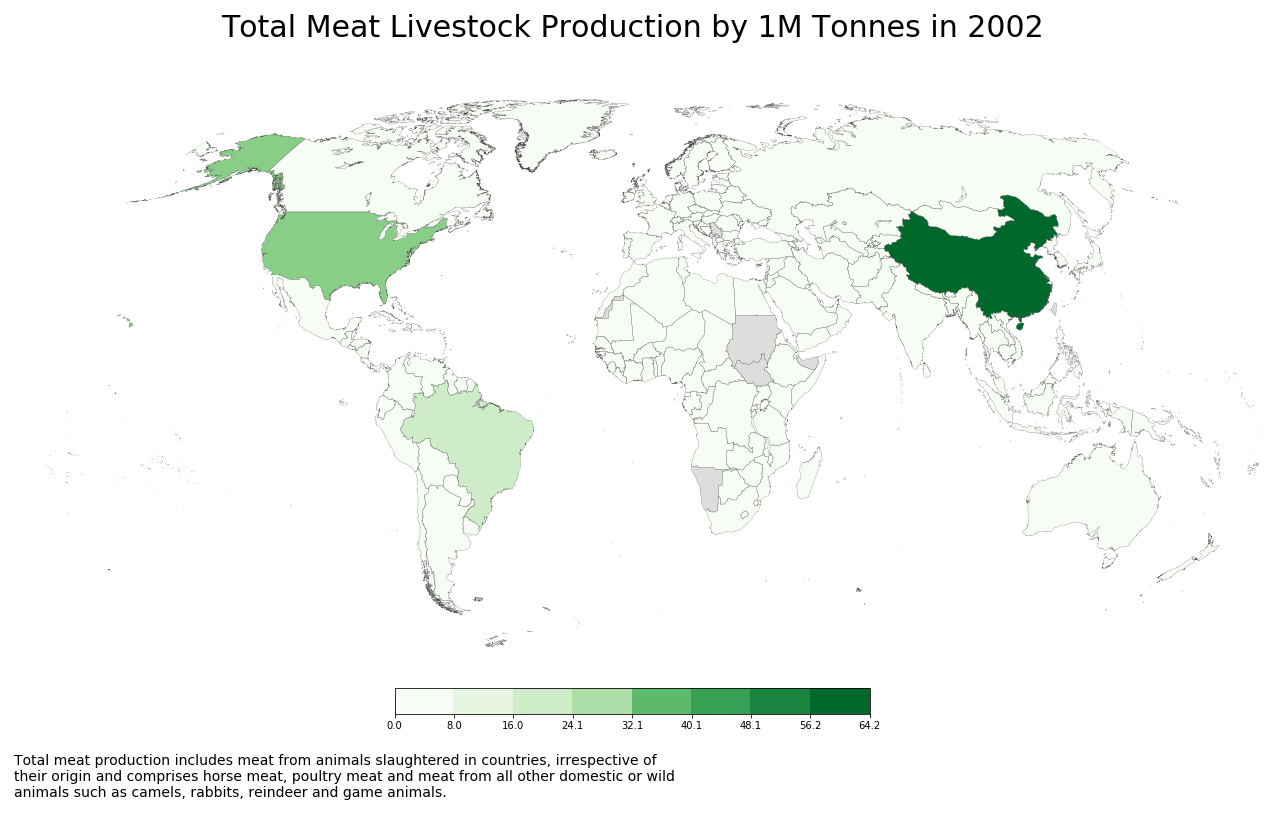 Total Meat Livestock Production by 1M Tonnes in 2002
0.0 8.0 16.0 24.1 32.1 40.1 48.1 56.2 64.2
Total meat production includes meat from animals slaughtered in countries, irrespective of
their origin and comprises horse meat, poultry meat and meat from all other domestic or wild
animals such as camels, rabbits, reindeer and game animals.